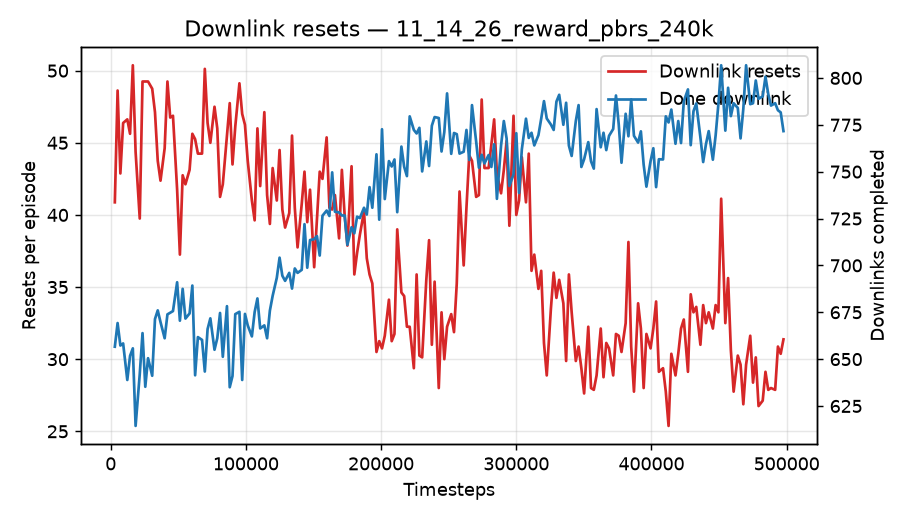 Downlink resets — 11_14_26_reward_pbrs_240k
Downlink resets
Done downlink
Resets per episode
50
45
40
35
30
25
800
775
750
725
700
675
650
625
Downlinks completed
0 100000 200000 300000 400000 500000
Timesteps